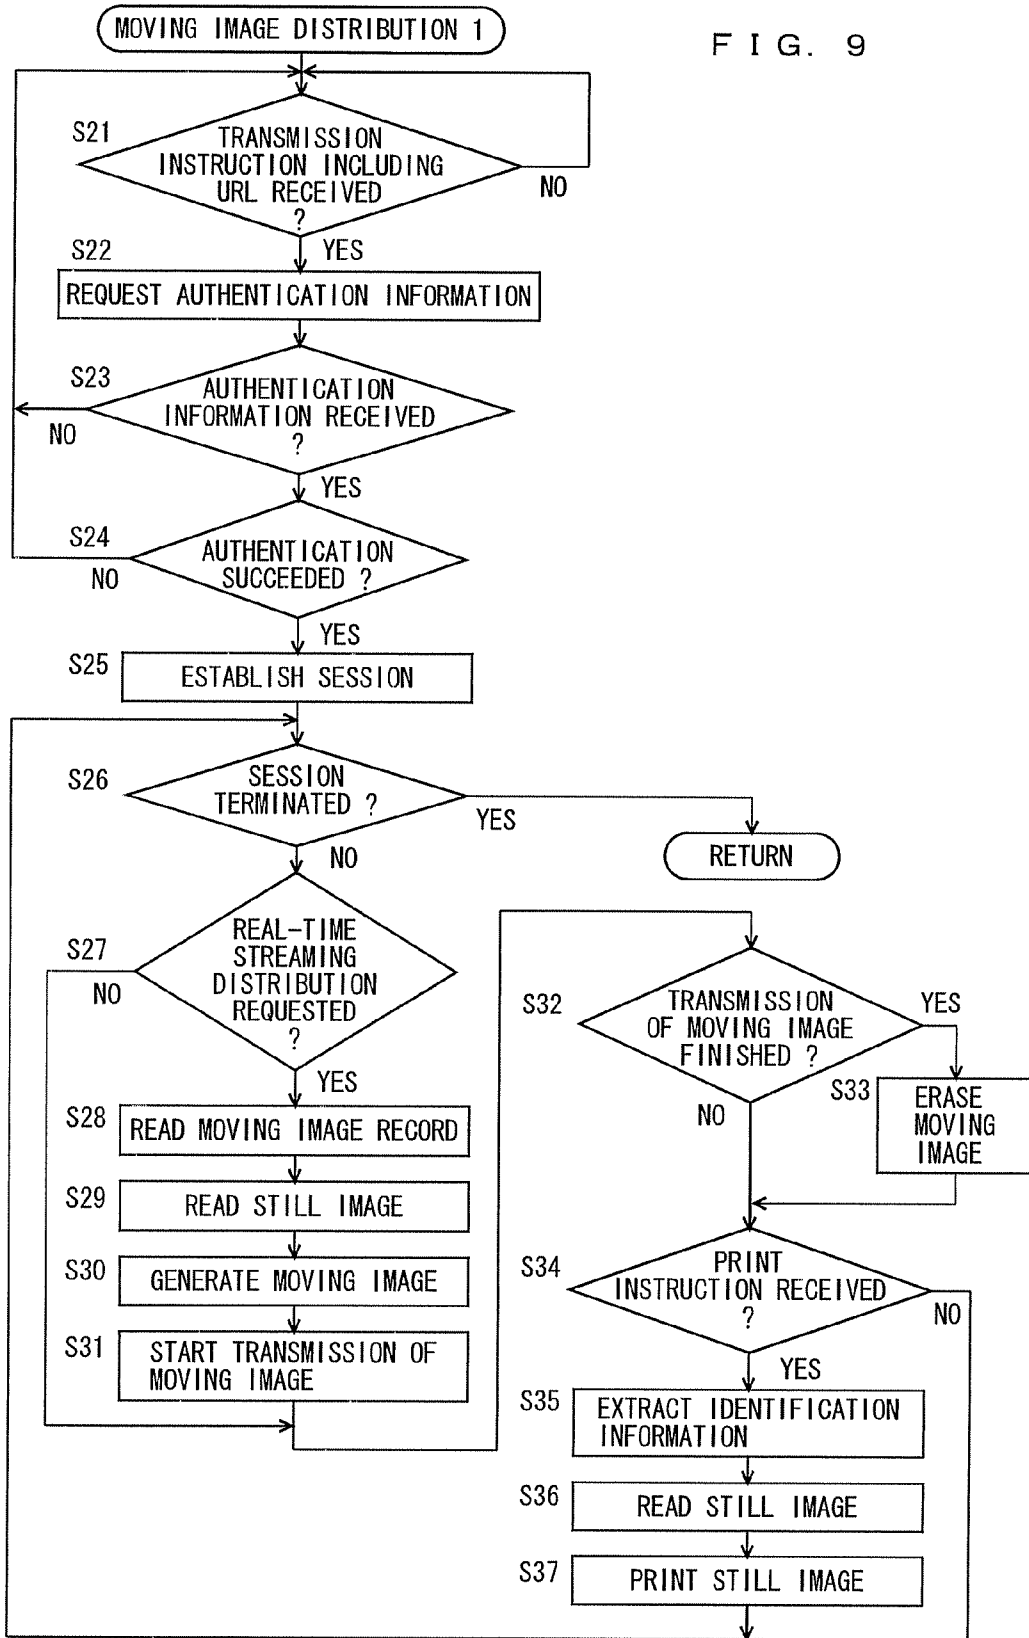 MOVING IMAGE DISTRIBUTION 1
FIG. 9
S21
TRANSMISSION
INSTRUCTION INCLUDING
URL RECEIVED
?
NO
YES
S22
REQUEST AUTHENTICATION INFORMATION
S23
AUTHENTICATION
INFORMATION RECEIVED
?
NO
YES
S24
AUTHENTICATION
SUCCEEDED ?
NO
YES
S25
ESTABLISH SESSION
S26
SESSION
TERMINATED ?
YES
NO
RETURN
S27
REAL-TIME
STREAMING
DISTRIBUTION
REQUESTED
?
NO
YES
S28
READ MOVING IMAGE RECORD
S29
READ STILL IMAGE
S30
GENERATE MOVING IMAGE
S31
START TRANSMISSION OF
MOVING IMAGE
S32
TRANSMISSION
OF MOVING IMAGE
FINISHED ?
YES
NO
S33
ERASE
MOVING
IMAGE
S34
PRINT
INSTRUCTION RECEIVED
?
NO
YES
S35
EXTRACT IDENTIFICATION
INFORMATION
S36
READ STILL IMAGE
S37
PRINT STILL IMAGE